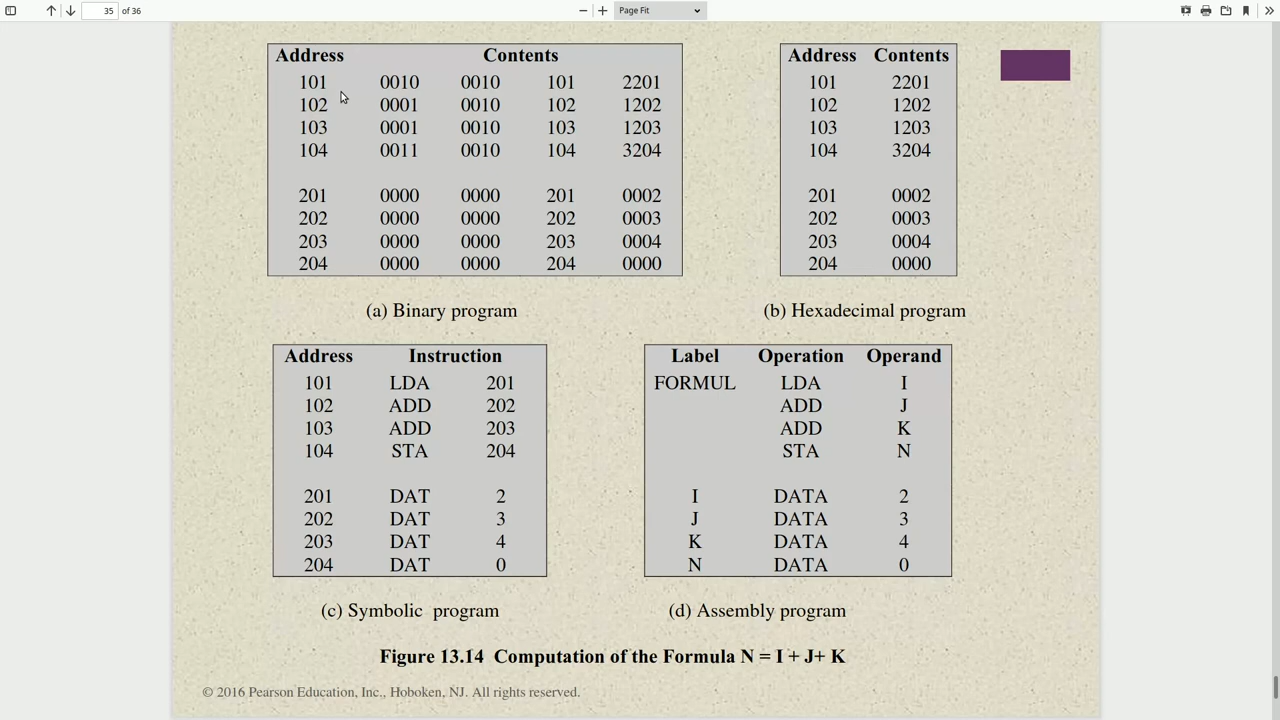 35 of 36 Page Fit
Address Contents
101 0010 0010 101 2201
102 0001 0010 102 1202
103 0001 0010 103 1203
104 0011 0010 104 3204
201 0000 0000 201 0002
202 0000 0000 202 0003
203 0000 0000 203 0004
204 0000 0000 204 0000
(a) Binary program
Address Contents
101 2201
102 1202
103 1203
104 3204
201 0002
202 0003
203 0004
204 0000
(b) Hexadecimal program
Address Instruction
101 LDA 201
102 ADD 202
103 ADD 203
104 STA 204
201 DAT 2
202 DAT 3
203 DAT 4
204 DAT 0
(c) Symbolic program
Label Operation Operand
FORMUL LDA I
ADD J
ADD K
STA N
I DATA 2
J DATA 3
K DATA 4
N DATA 0
(d) Assembly program
Figure 13.14 Computation of the Formula N = I + J+ K
© 2016 Pearson Education, Inc., Hoboken, NJ. All rights reserved.